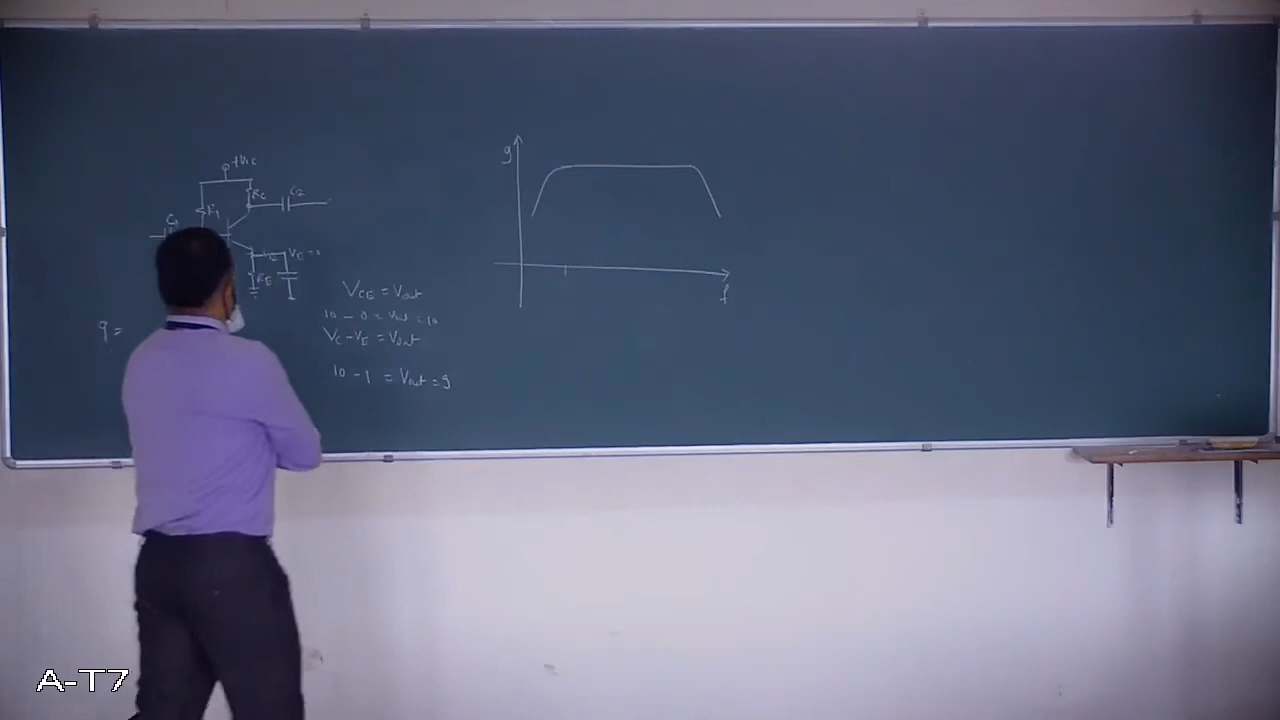 +Vcc
RC
C2
R1
C1
VE = 0
RE
g =
VCE = Vout
10 - 0 = Vout = 10
VC - VE = Vout
10 - 1 = Vout = 9
g
f
A-T7